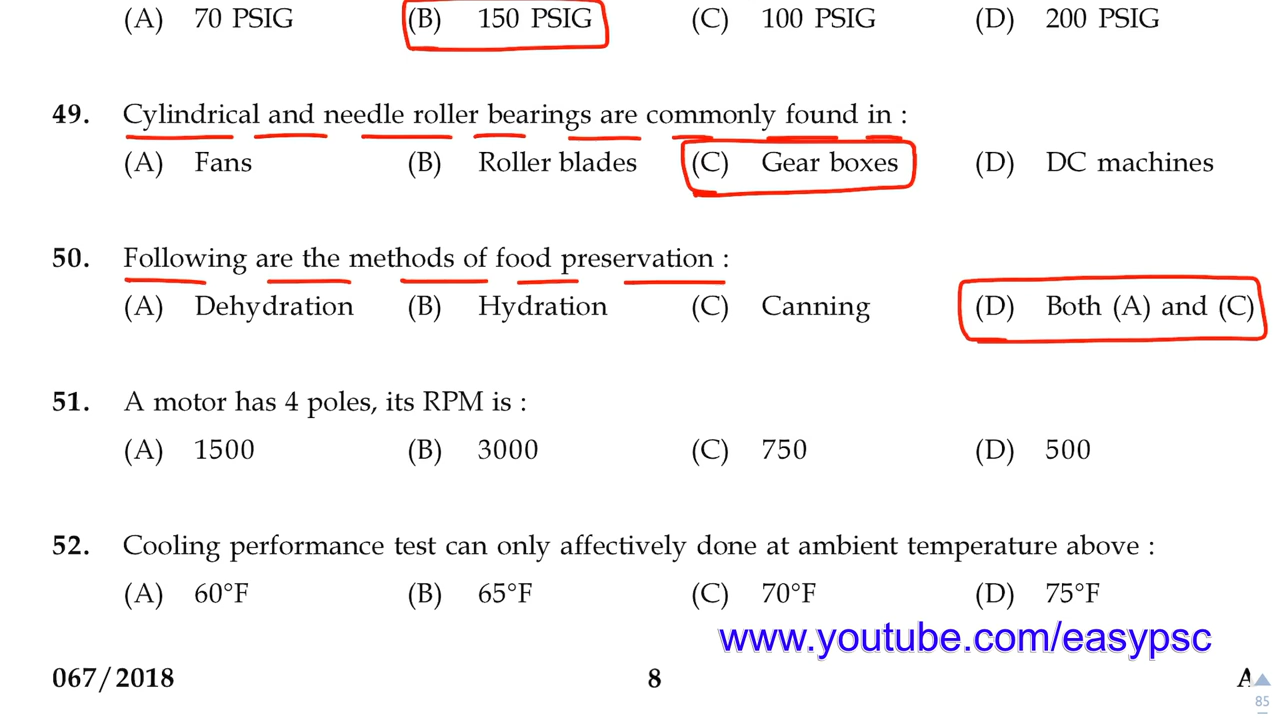 (A) 70 PSIG (B) 150 PSIG (C) 100 PSIG (D) 200 PSIG
49. Cylindrical and needle roller bearings are commonly found in :
(A) Fans (B) Roller blades (C) Gear boxes (D) DC machines
50. Following are the methods of food preservation :
(A) Dehydration (B) Hydration (C) Canning (D) Both (A) and (C)
51. A motor has 4 poles, its RPM is :
(A) 1500 (B) 3000 (C) 750 (D) 500
52. Cooling performance test can only affectively done at ambient temperature above :
(A) 60°F (B) 65°F (C) 70°F (D) 75°F
www.youtube.com/easypsc
067/2018 8 A
85